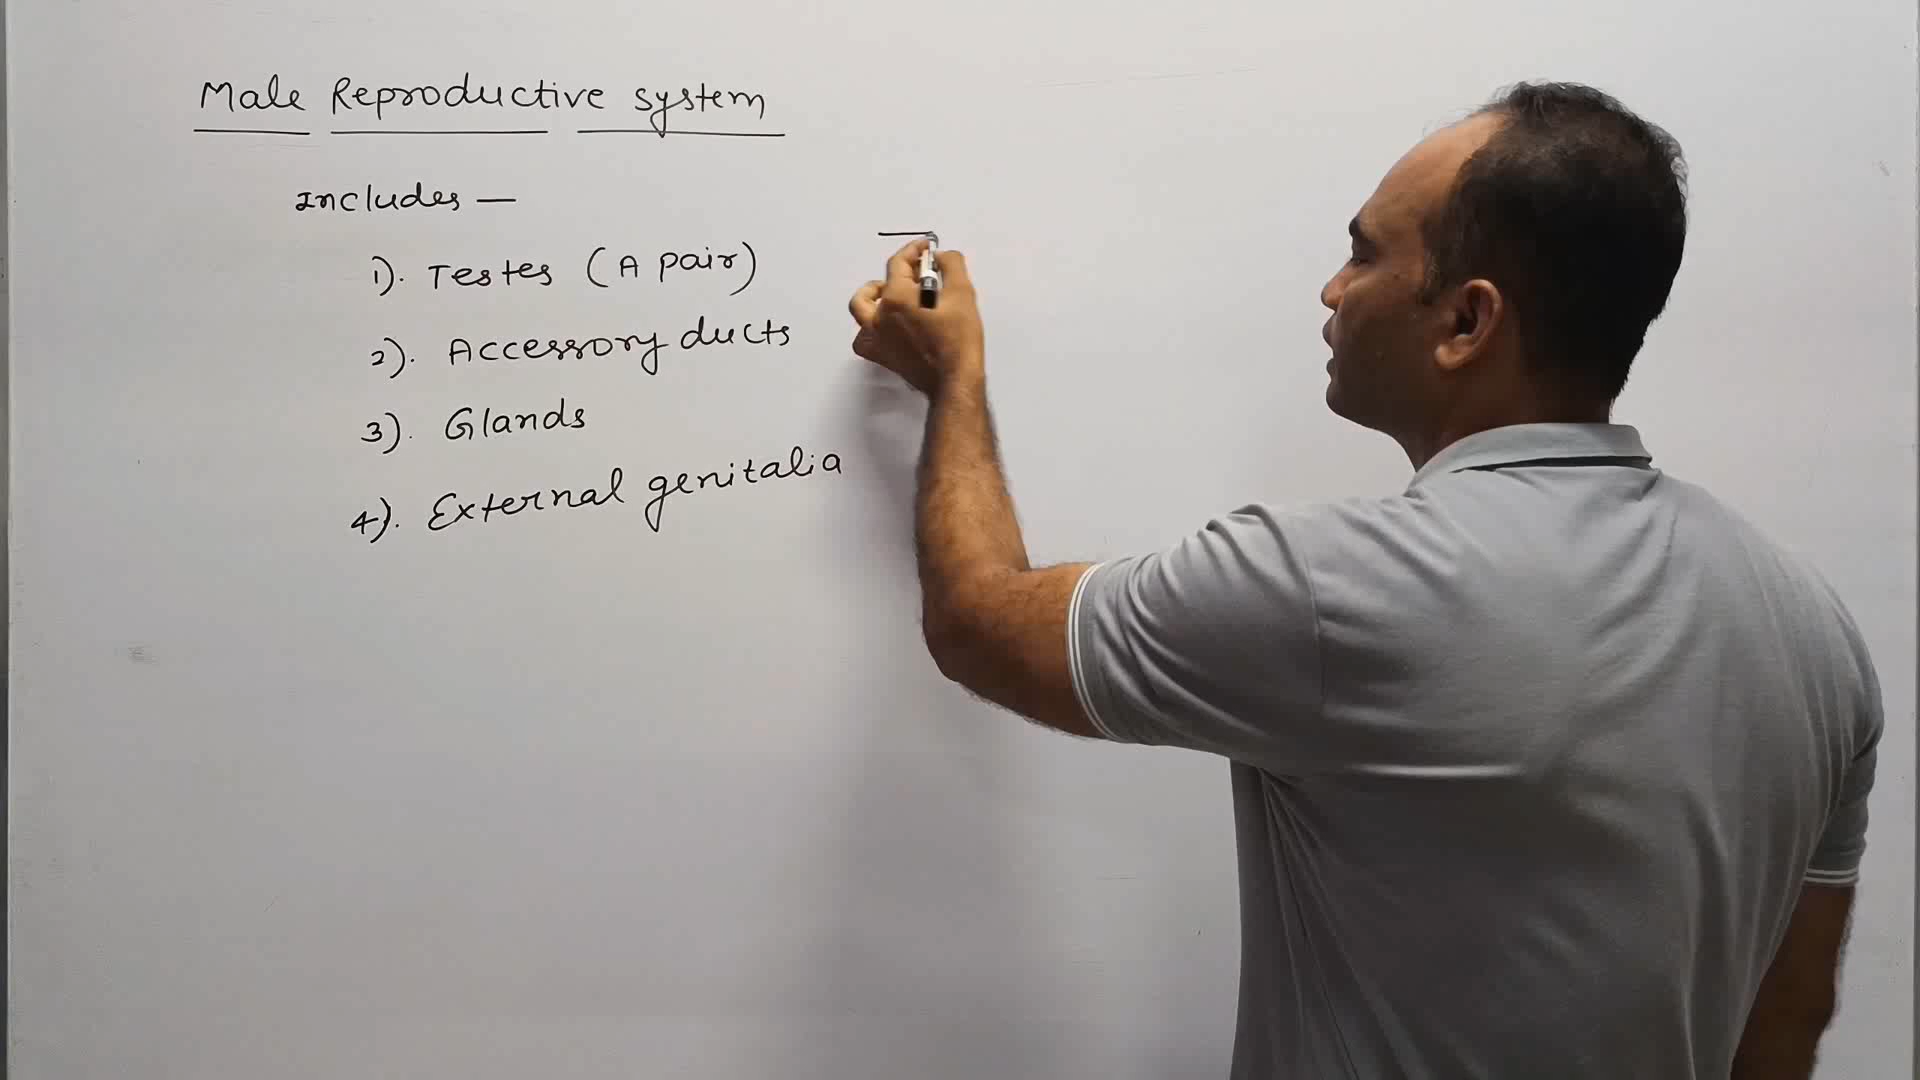 Male Reproductive system
Includes —
1). Testes (A pair)
2). Accessory ducts
3). Glands
4). External genitalia